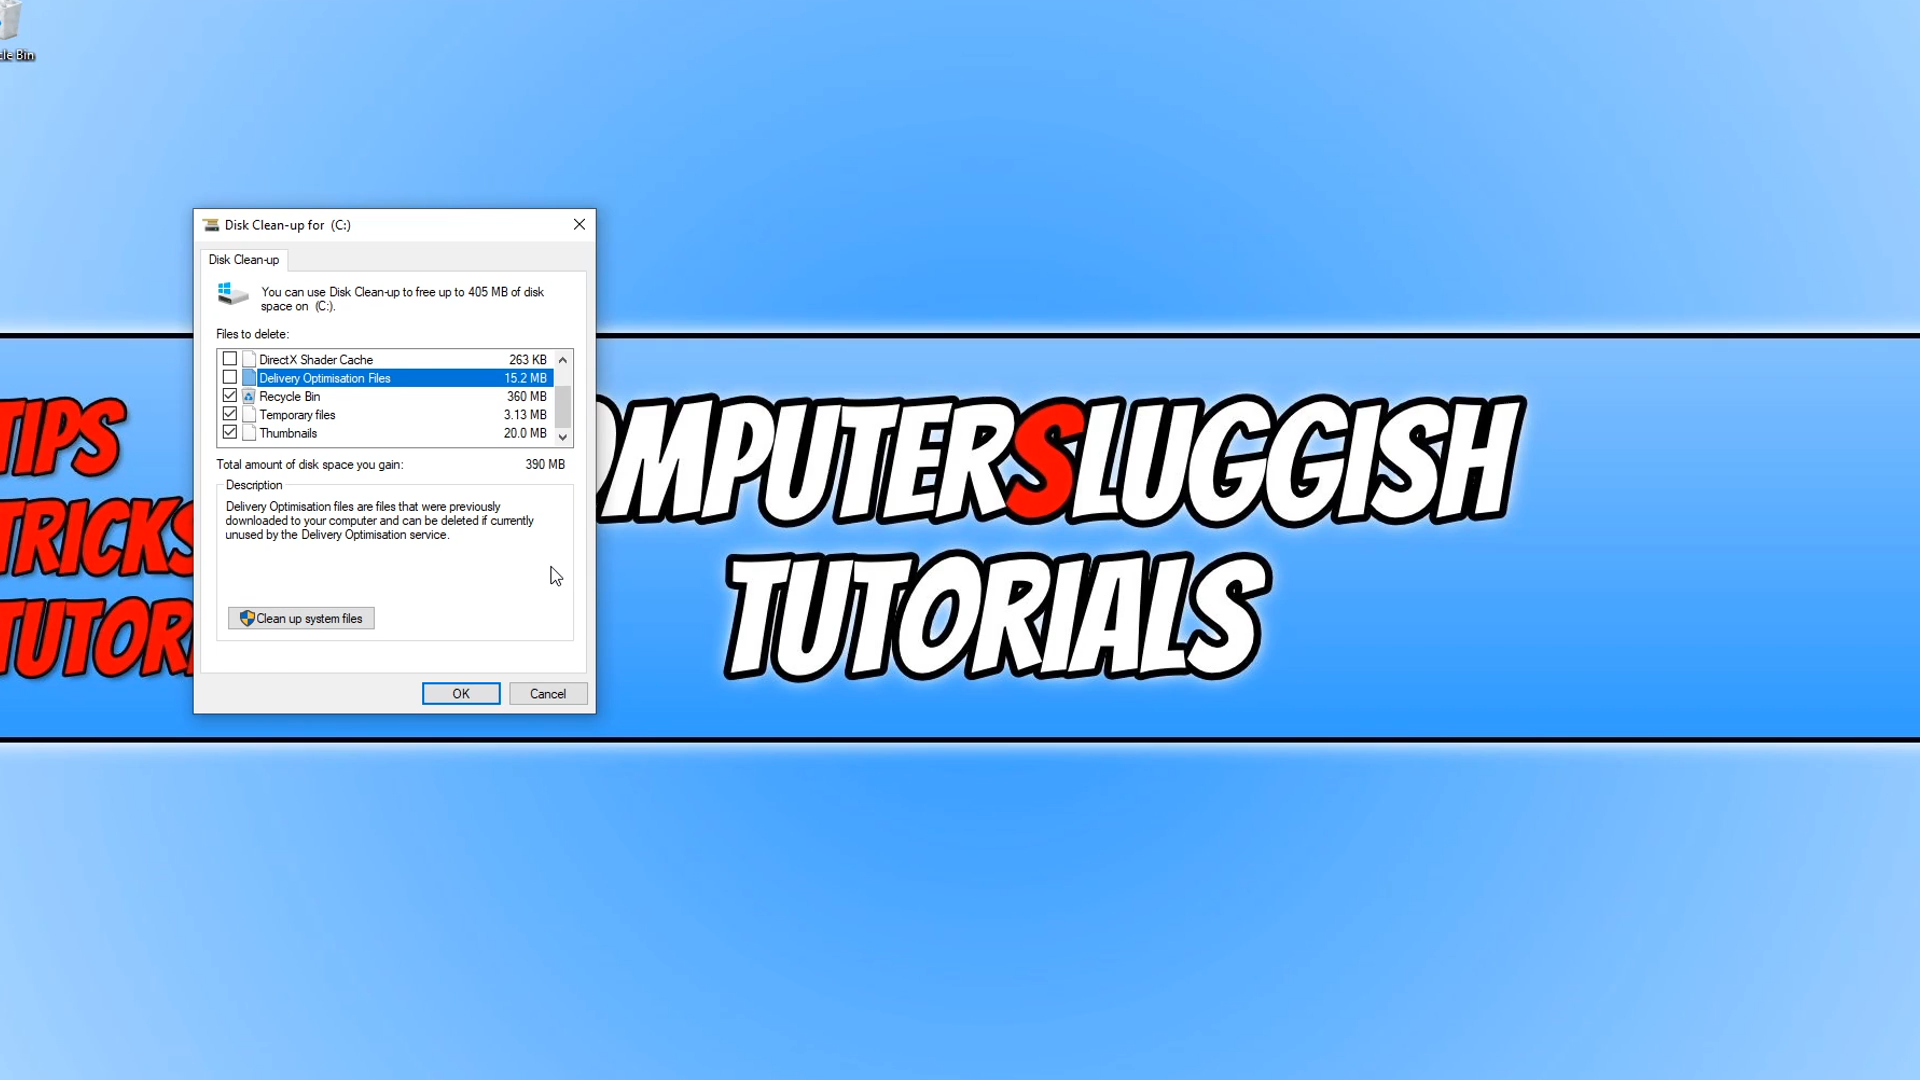 cle Bin
Disk Clean-up for  (C:)
Disk Clean-up
You can use Disk Clean-up to free up to 405 MB of disk
space on  (C:).
Files to delete:
DirectX Shader Cache 263 KB
Delivery Optimisation Files 15.2 MB
Recycle Bin 360 MB
Temporary files 3.13 MB
Thumbnails 20.0 MB
Total amount of disk space you gain: 390 MB
Description
Delivery Optimisation files are files that were previously
downloaded to your computer and can be deleted if currently
unused by the Delivery Optimisation service.
Clean up system files
OK Cancel
TIPS
TRICKS
TUTOR
OMPUTERSLUGGISH
TUTORIALS